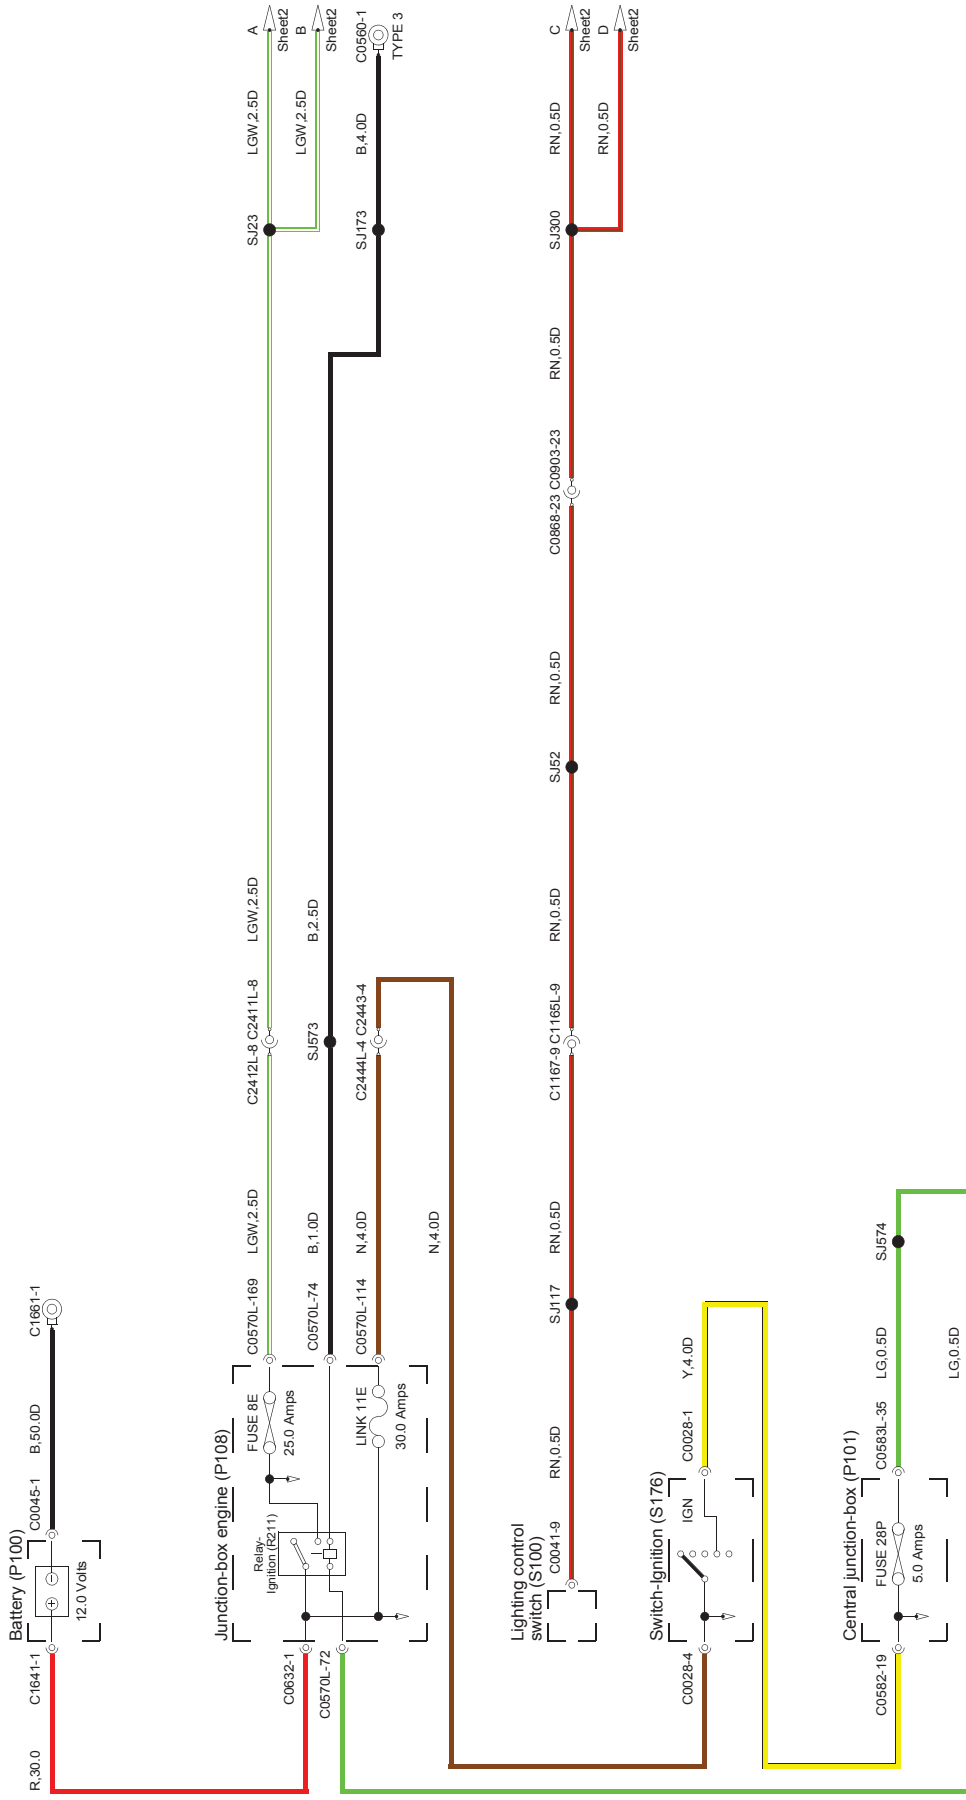 Battery (P100)
C1641-1
C0045-1
C1661-1
B,50.0D
12.0 Volts
R,30.0
Junction-box engine (P108)
C0632-1
C0570L-72
Relay-
Ignition (R211)
FUSE 8E
25.0 Amps
LINK 11E
30.0 Amps
C0570L-169
C0570L-74
C0570L-114
LGW,2.5D
B,1.0D
N,4.0D
N,4.0D
C2412L-8
C2411L-8
SJ573
C2444L-4
C2443-4
LGW,2.5D
B,2.5D
SJ23
SJ173
LGW,2.5D
LGW,2.5D
B,4.0D
A
Sheet2
B
Sheet2
C0560-1
TYPE 3
Lighting control
switch (S100)
C0041-9
RN,0.5D
SJ117
RN,0.5D
C1167-9
C1165L-9
RN,0.5D
SJ52
RN,0.5D
C0868-23
C0903-23
RN,0.5D
SJ300
RN,0.5D
RN,0.5D
C
Sheet2
D
Sheet2
Switch-Ignition (S176)
C0028-4
IGN
C0028-1
Y,4.0D
Central junction-box (P101)
C0582-19
FUSE 28P
5.0 Amps
C0583L-35
LG,0.5D
SJ574
LG,0.5D